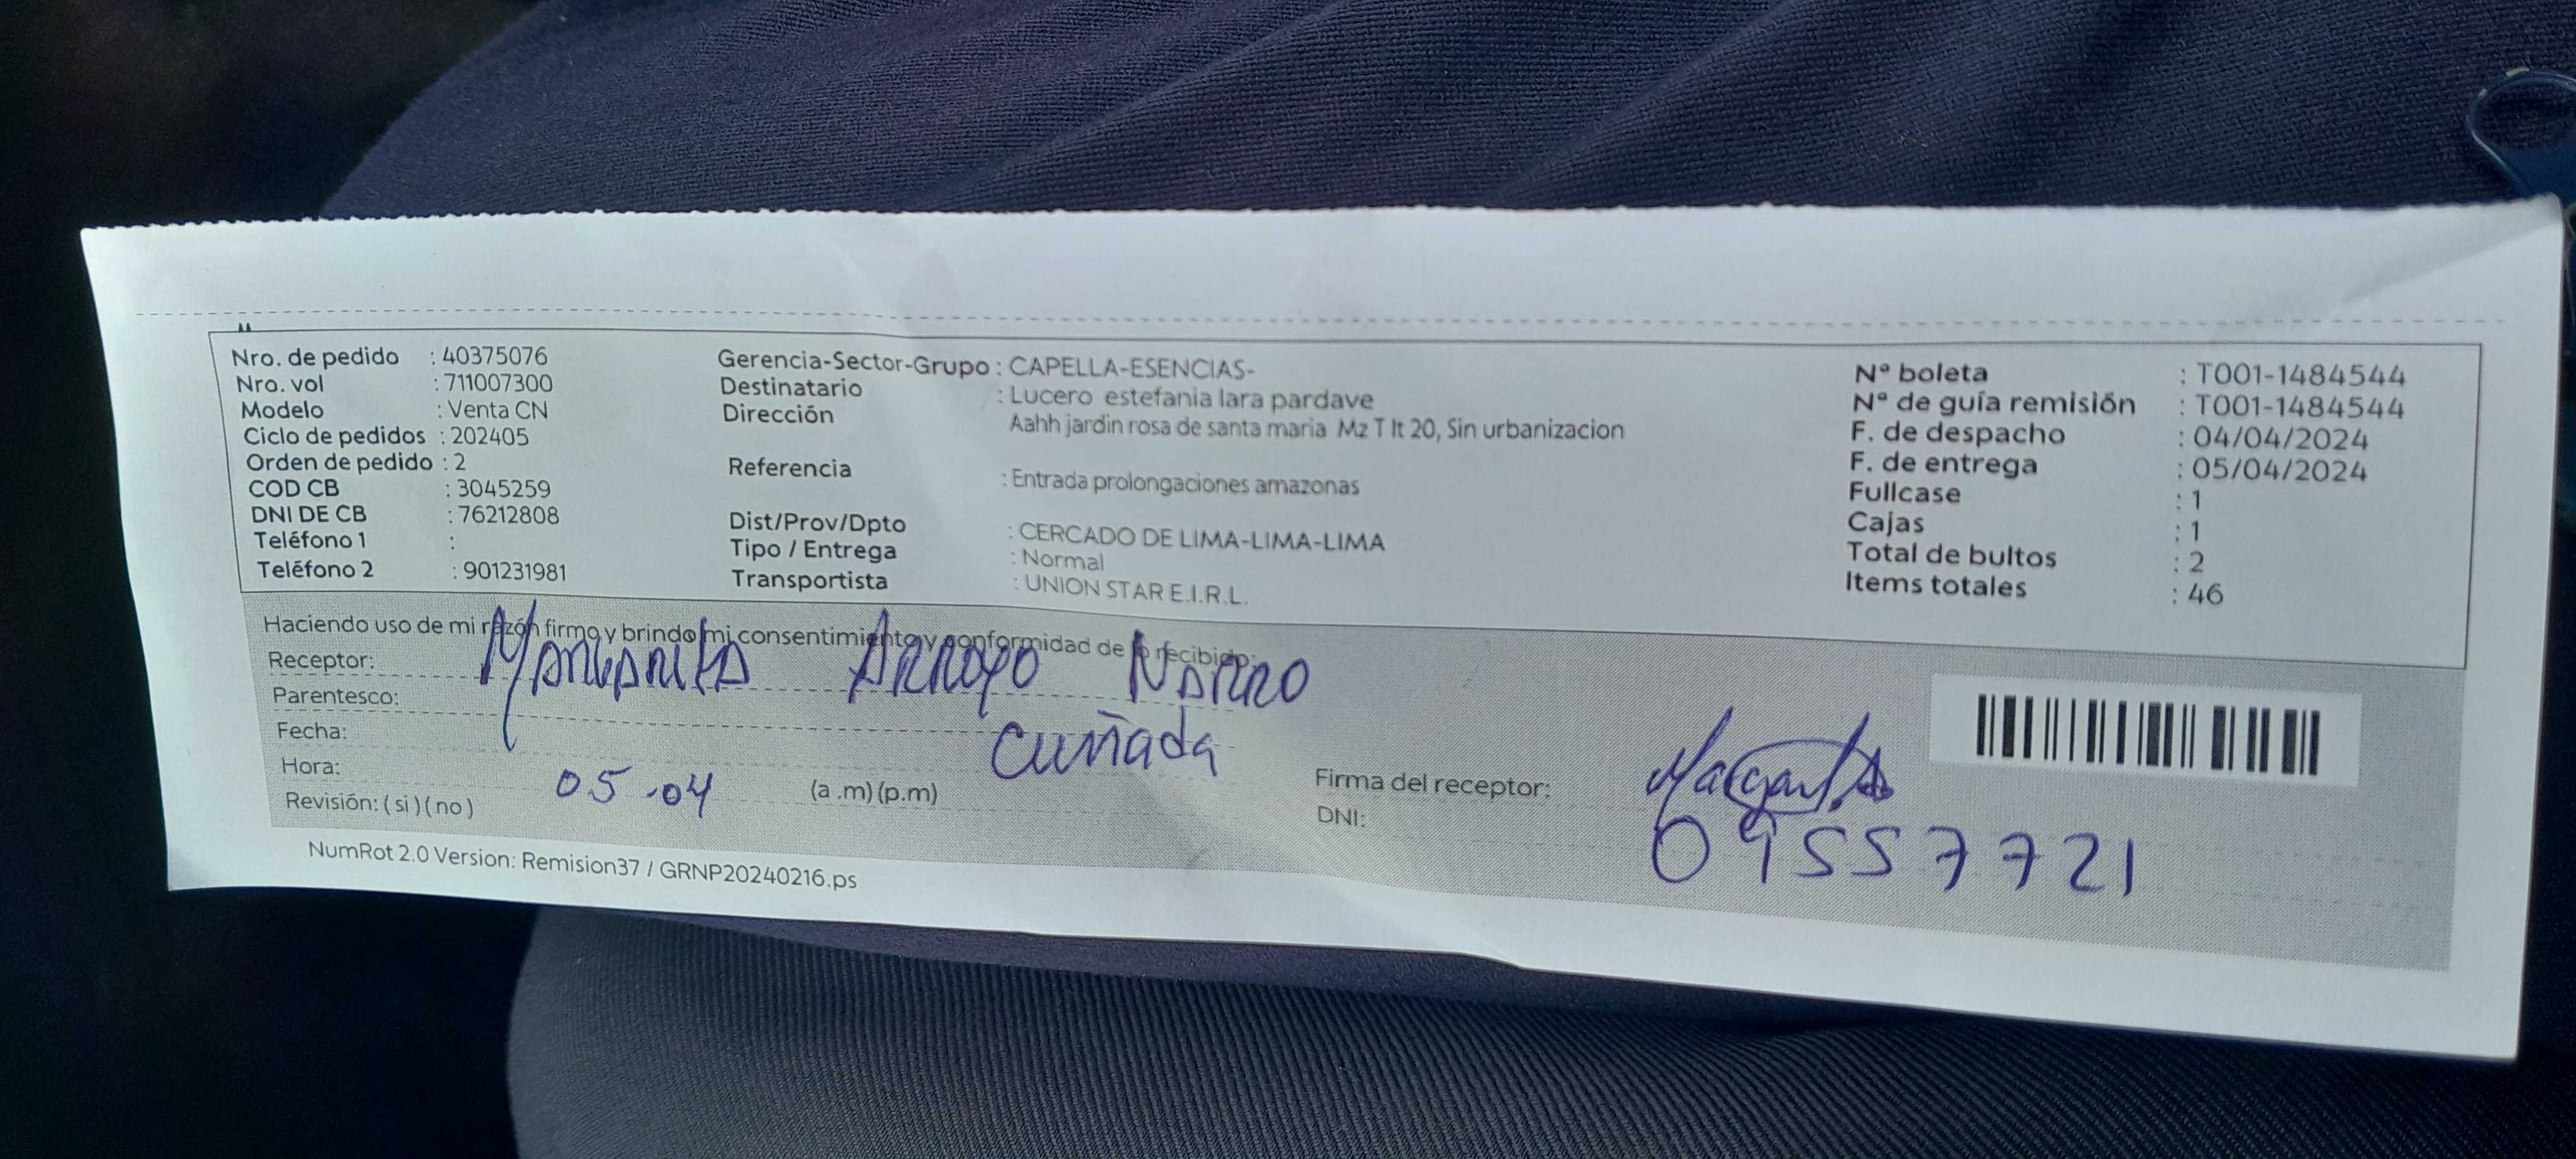 Nro. de pedido : 40375076
Nro. vol : 711007300
Modelo : Venta CN
Ciclo de pedidos : 202405
Orden de pedido : 2
COD CB : 3045259
DNI DE CB : 76212808
Teléfono 1 :
Teléfono 2 : 901231981
Gerencia-Sector-Grupo : CAPELLA-ESENCIAS-
Destinatario : Lucero estefania lara pardave
Dirección Aahh jardin rosa de santa maria Mz T lt 20, Sin urbanizacion
Referencia : Entrada prolongaciones amazonas
Dist/Prov/Dpto : CERCADO DE LIMA-LIMA-LIMA
Tipo / Entrega : Normal
Transportista : UNION STAR E.I.R.L.
Nº boleta : T001-1484544
Nº de guía remisión : T001-1484544
F. de despacho : 04/04/2024
F. de entrega : 05/04/2024
Fullcase : 1
Cajas : 1
Total de bultos : 2
Items totales : 46
Haciendo uso de mi razón firmo y brindo mi consentimiento y conformidad de lo recibido:
Receptor: Margarita Arroyo
Parentesco: cuñada
Fecha: 05.04
Hora: (a .m) (p.m)
Revisión: ( si ) ( no )
Firma del receptor: Margarita
DNI: 09557721
NumRot 2.0 Version: Remision37 / GRNP20240216.ps